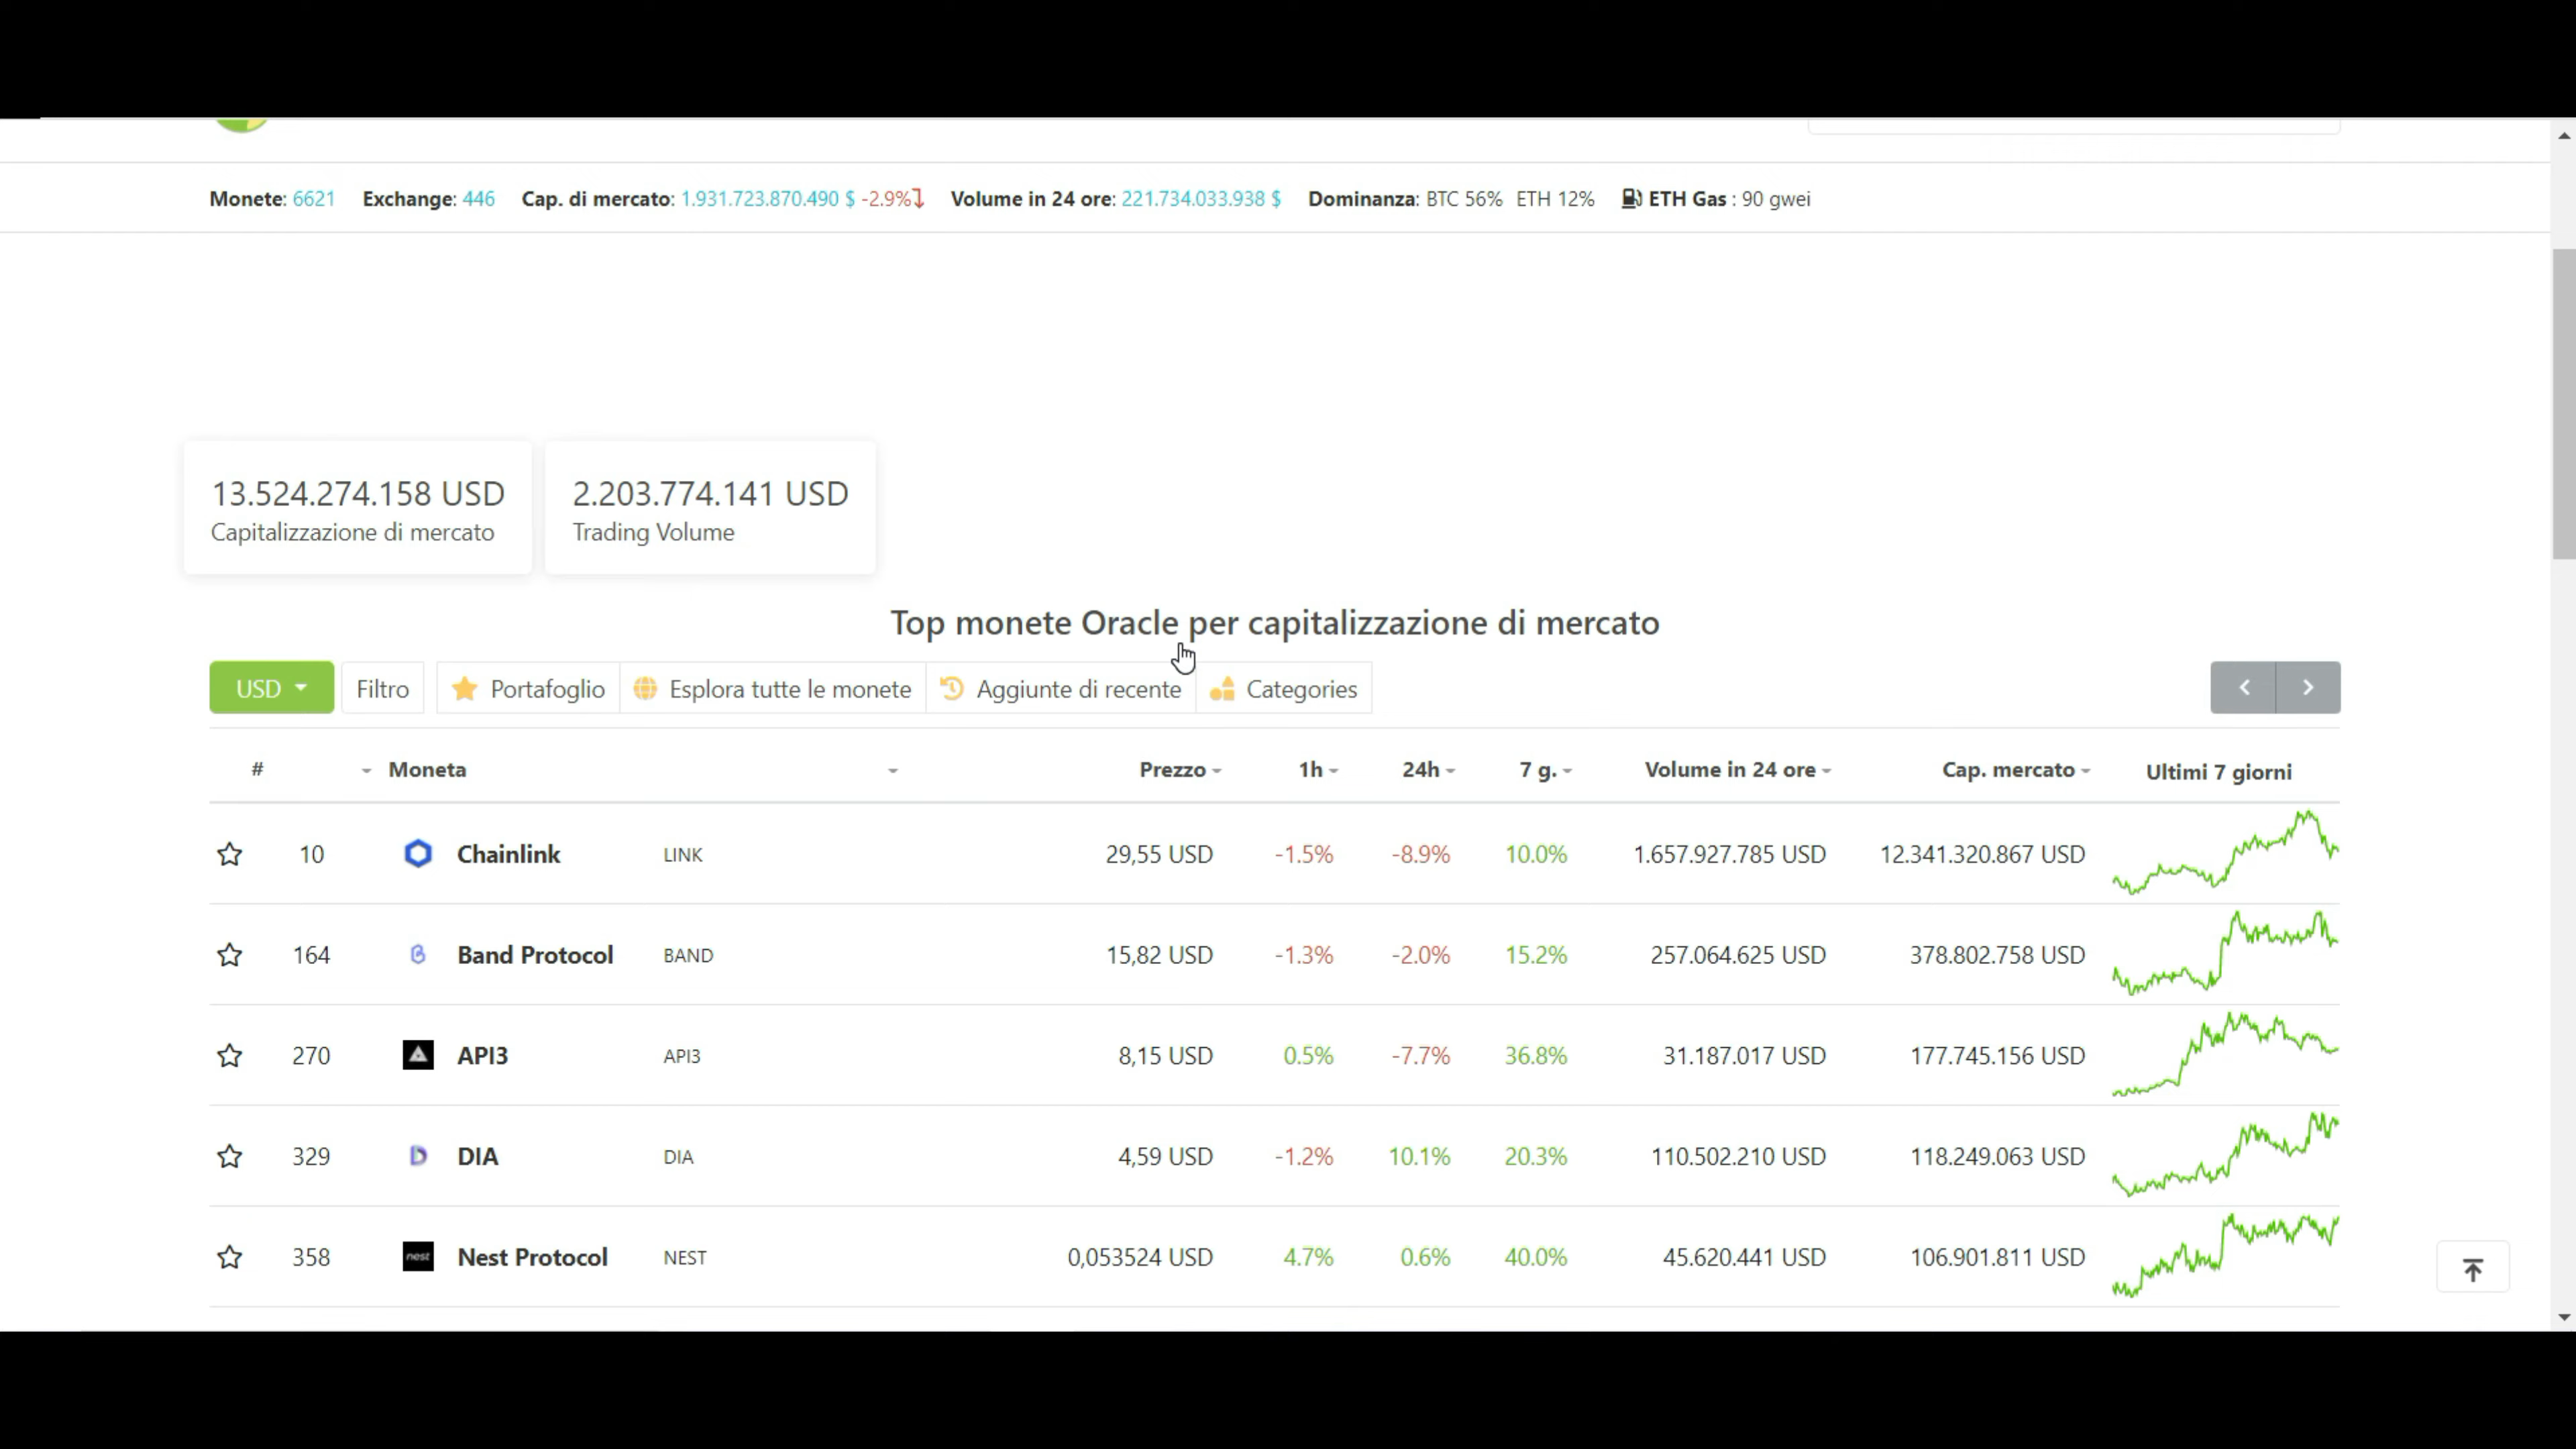 Monete: 6621 Exchange: 446 Cap. di mercato: 1.931.723.870.490 $ -2.9% Volume in 24 ore: 221.734.033.938 $ Dominanza: BTC 56% ETH 12% ETH Gas : 90 gwei
13.524.274.158 USD 2.203.774.141 USD
Capitalizzazione di mercato Trading Volume
Top monete Oracle per capitalizzazione di mercato
USD Filtro Portafoglio Esplora tutte le monete Aggiunte di recente Categories
# Moneta Prezzo 1h 24h 7 g. Volume in 24 ore Cap. mercato Ultimi 7 giorni
10 Chainlink LINK 29,55 USD -1.5% -8.9% 10.0% 1.657.927.785 USD 12.341.320.867 USD
164 Band Protocol BAND 15,82 USD -1.3% -2.0% 15.2% 257.064.625 USD 378.802.758 USD
270 API3 API3 8,15 USD 0.5% -7.7% 36.8% 31.187.017 USD 177.745.156 USD
329 DIA DIA 4,59 USD -1.2% 10.1% 20.3% 110.502.210 USD 118.249.063 USD
358 nest Nest Protocol NEST 0,053524 USD 4.7% 0.6% 40.0% 45.620.441 USD 106.901.811 USD